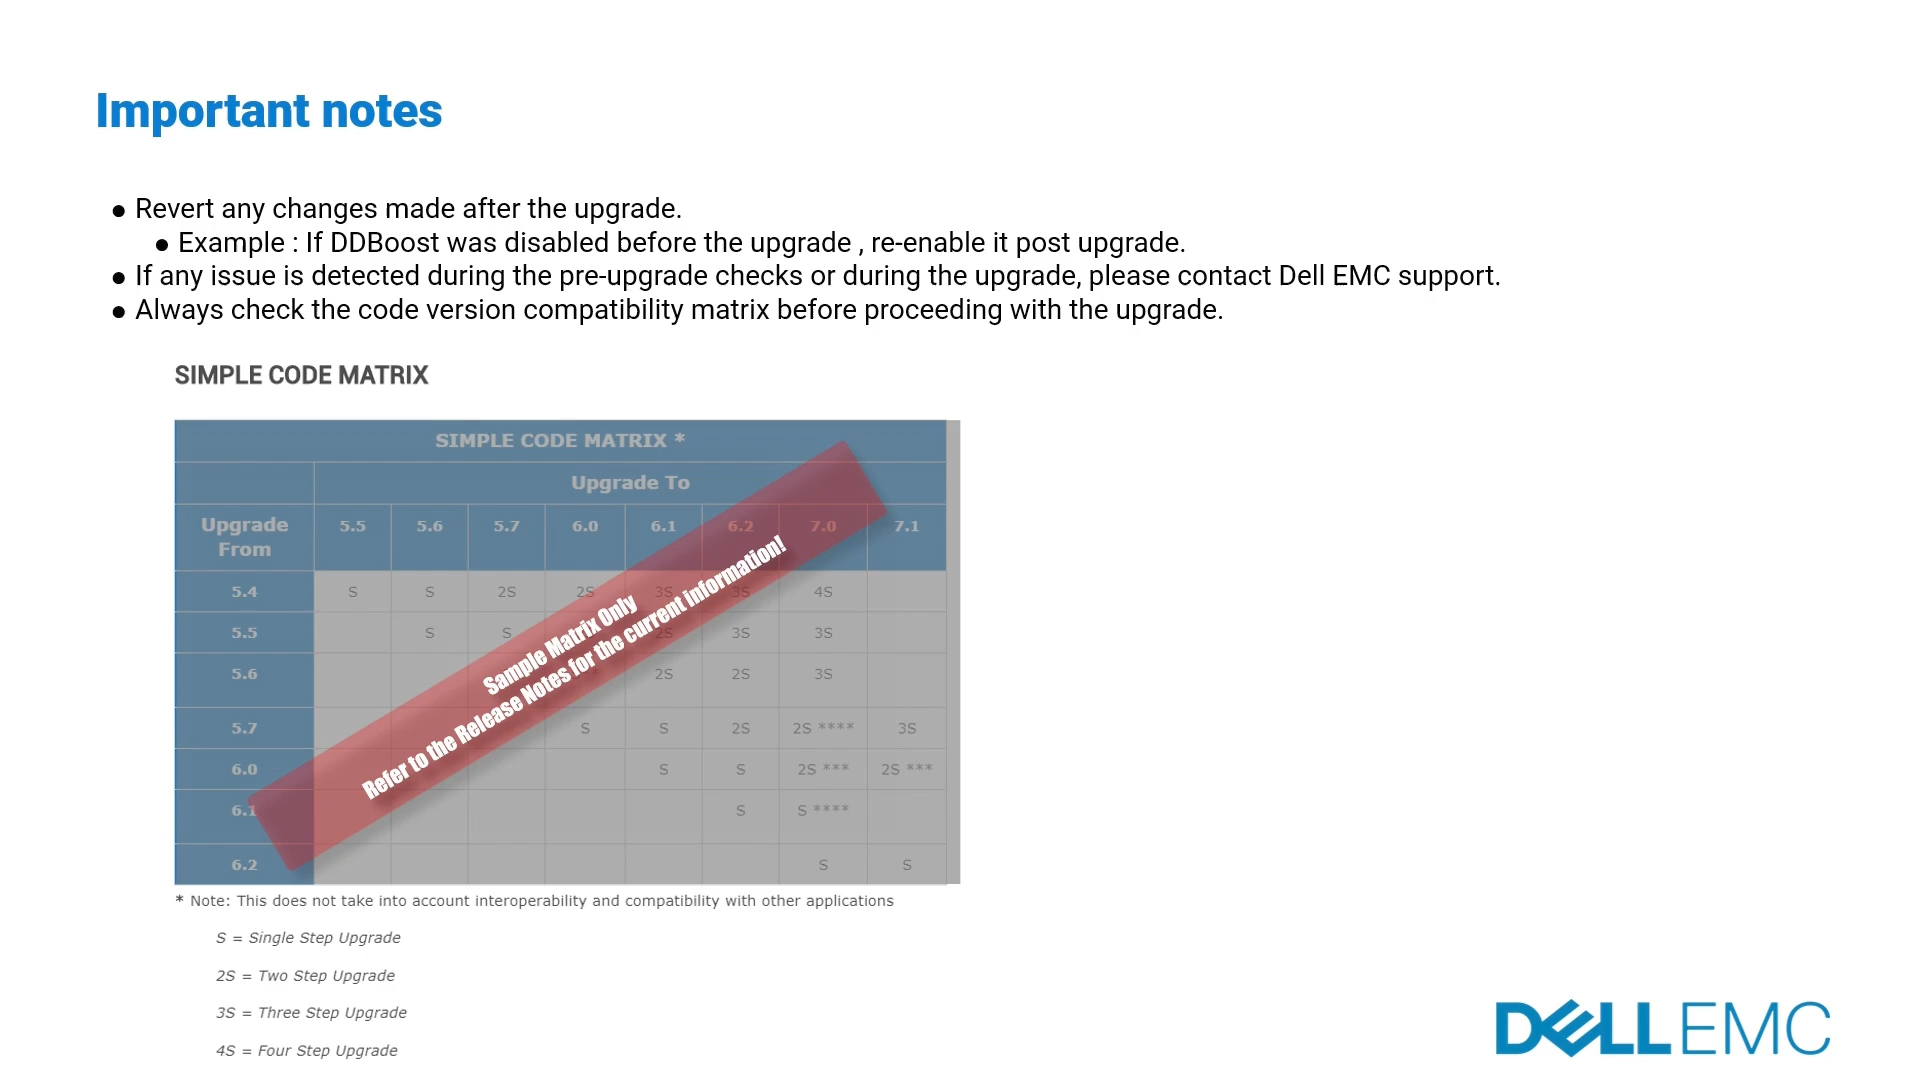 Important notes
● Revert any changes made after the upgrade.
● Example : If DDBoost was disabled before the upgrade , re-enable it post upgrade.
● If any issue is detected during the pre-upgrade checks or during the upgrade, please contact Dell EMC support.
● Always check the code version compatibility matrix before proceeding with the upgrade.
SIMPLE CODE MATRIX
SIMPLE CODE MATRIX *
Upgrade To
Upgrade From 5.5 5.6 5.7 6.0 6.1 6.2 7.0 7.1
5.4 S S 2S 2S 3S 3S 4S
5.5 S S 2S 3S 3S
5.6 2S 2S 3S
5.7 S S 2S 2S **** 3S
6.0 S S 2S *** 2S ***
6.1 S S ****
6.2 S S
Sample Matrix Only
Refer to the Release Notes for the current information!
* Note: This does not take into account interoperability and compatibility with other applications
S = Single Step Upgrade
2S = Two Step Upgrade
3S = Three Step Upgrade
4S = Four Step Upgrade
DELL EMC